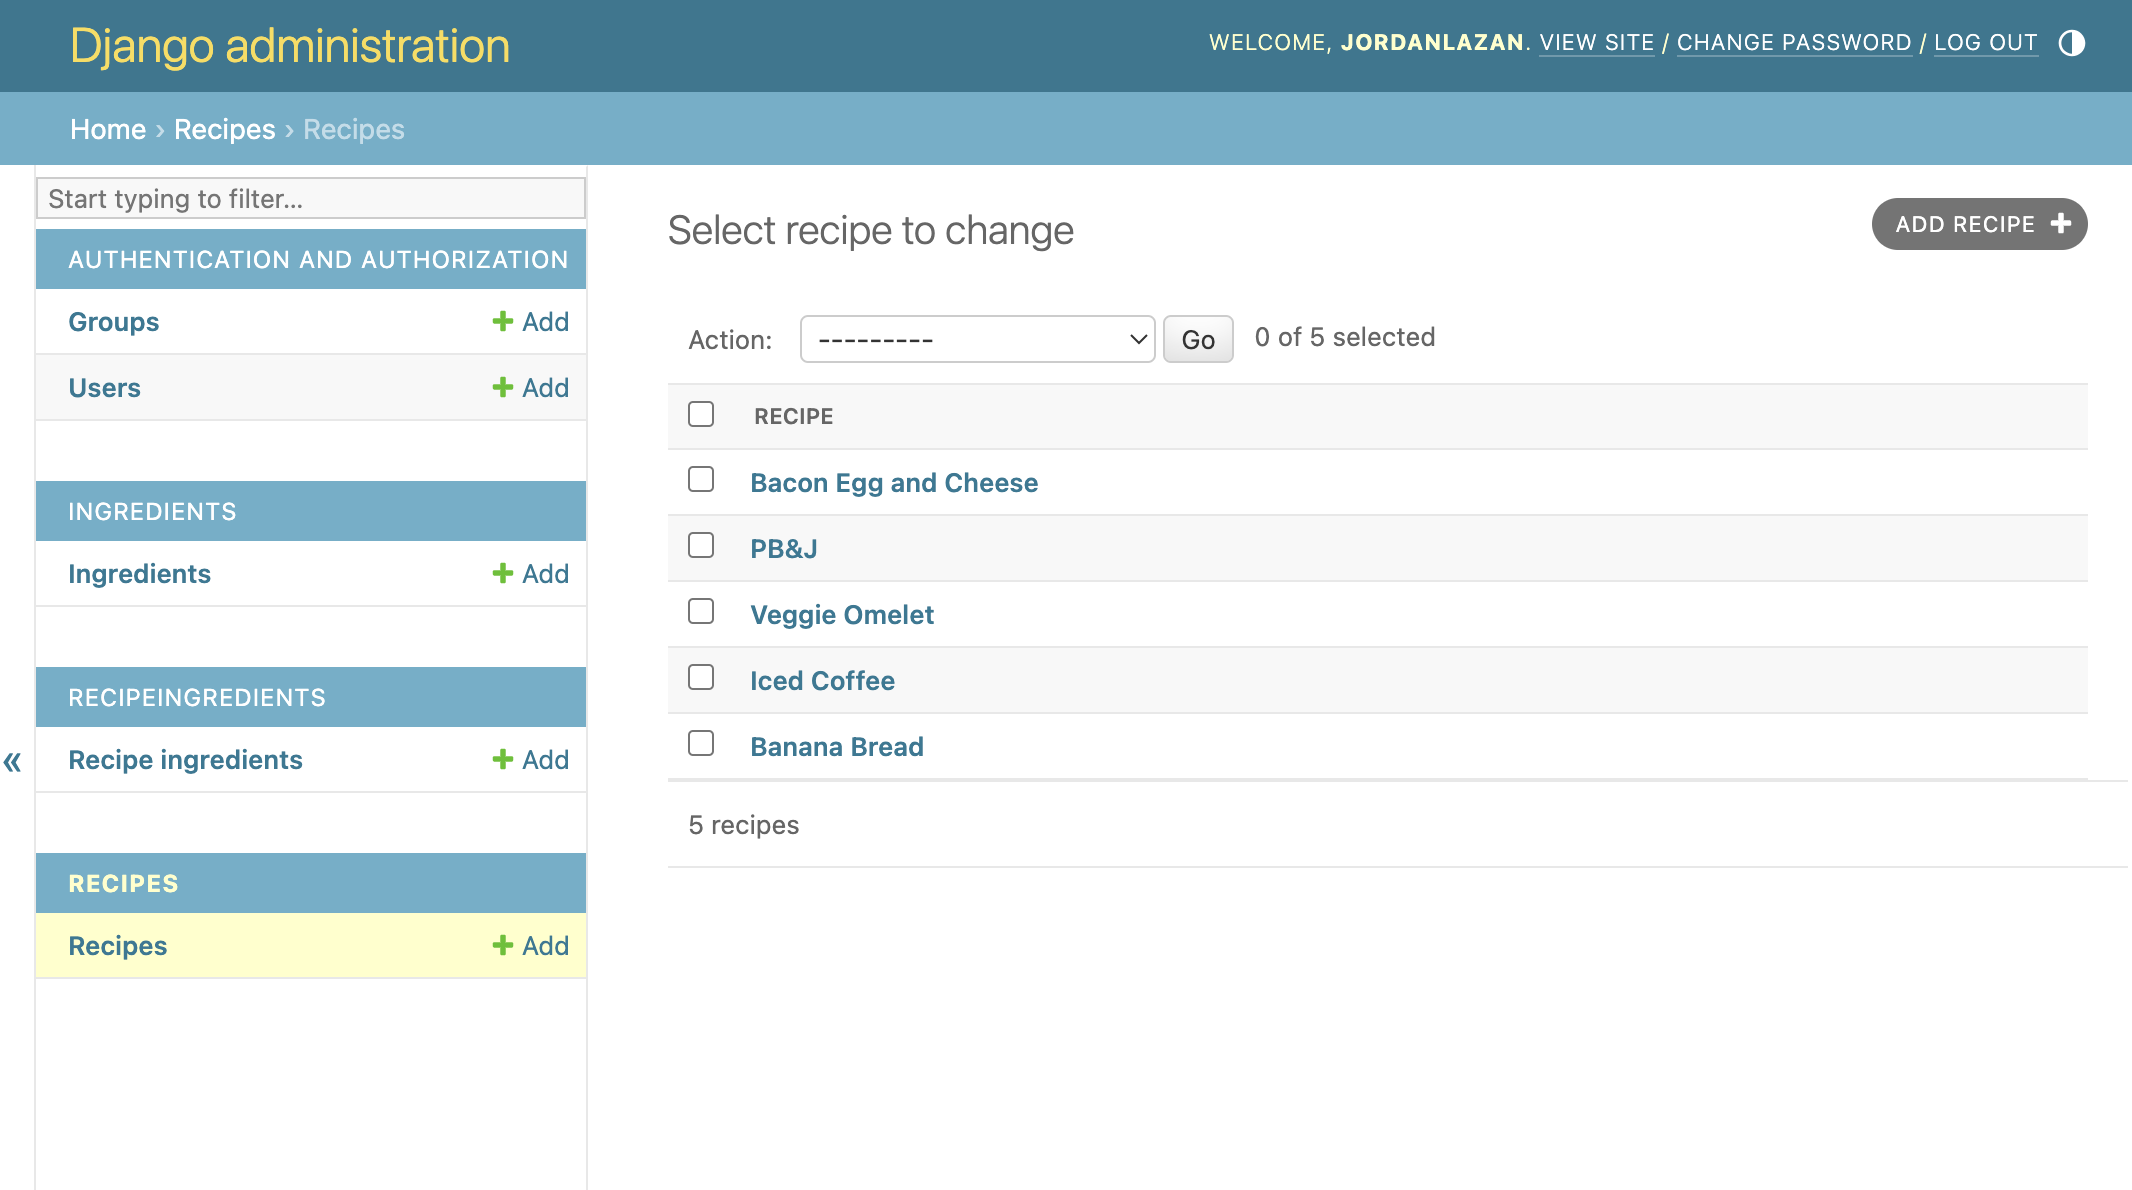 Django administration
WELCOME, JORDANLAZAN. VIEW SITE / CHANGE PASSWORD / LOG OUT
Home › Recipes › Recipes
Start typing to filter...
AUTHENTICATION AND AUTHORIZATION
Groups + Add
Users + Add
INGREDIENTS
Ingredients + Add
RECIPEINGREDIENTS
Recipe ingredients + Add
«
RECIPES
Recipes + Add
Select recipe to change
ADD RECIPE +
Action: --------- Go 0 of 5 selected
RECIPE
Bacon Egg and Cheese
PB&J
Veggie Omelet
Iced Coffee
Banana Bread
5 recipes